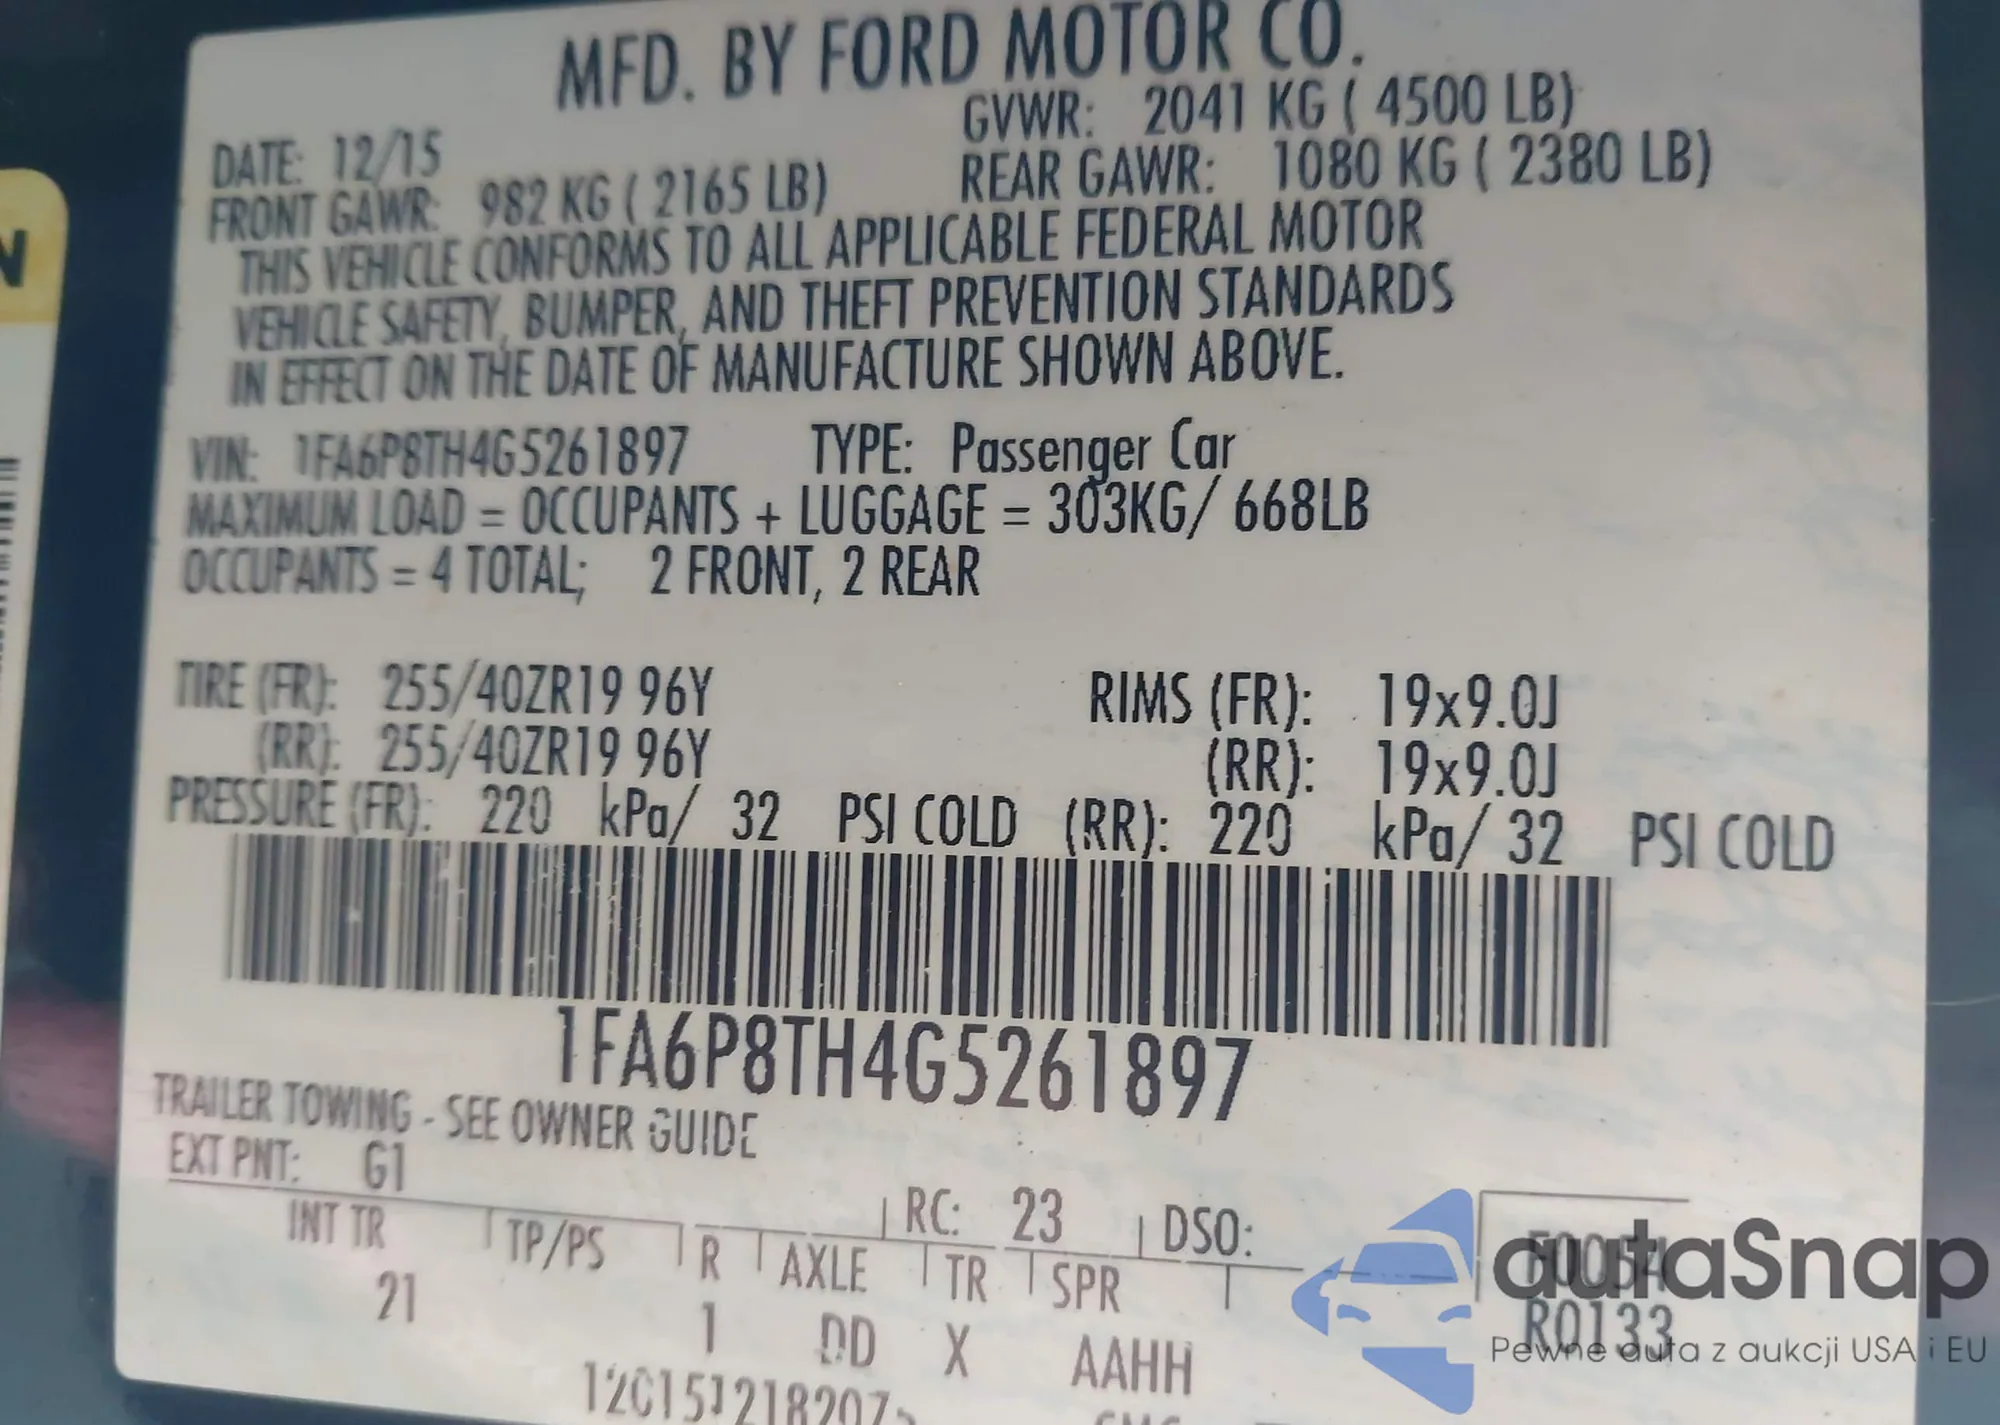 MFD. BY FORD MOTOR CO.
DATE: 12/15 GVWR: 2041 KG ( 4500 LB)
FRONT GAWR: 982 KG ( 2165 LB) REAR GAWR: 1080 KG ( 2380 LB)
THIS VEHICLE CONFORMS TO ALL APPLICABLE FEDERAL MOTOR
VEHICLE SAFETY, BUMPER, AND THEFT PREVENTION STANDARDS
IN EFFECT ON THE DATE OF MANUFACTURE SHOWN ABOVE.
VIN: 1FA6P8TH4G5261897 TYPE: Passenger Car
MAXIMUM LOAD = OCCUPANTS + LUGGAGE = 303KG/ 668LB
OCCUPANTS = 4 TOTAL; 2 FRONT, 2 REAR
TIRE (FR): 255/40ZR19 96Y RIMS (FR): 19x9.0J
(RR): 255/40ZR19 96Y (RR): 19x9.0J
PRESSURE (FR): 220 kPa/ 32 PSI COLD (RR): 220 kPa/ 32 PSI COLD
1FA6P8TH4G5261897
TRAILER TOWING - SEE OWNER GUIDE
EXT PNT: G1 RC: 23 DSO:
INT TR TP/PS R AXLE TR SPR
21 1 DD X AAHH
R0133
autaSnap
Pewne auta z aukcji USA i EU
N